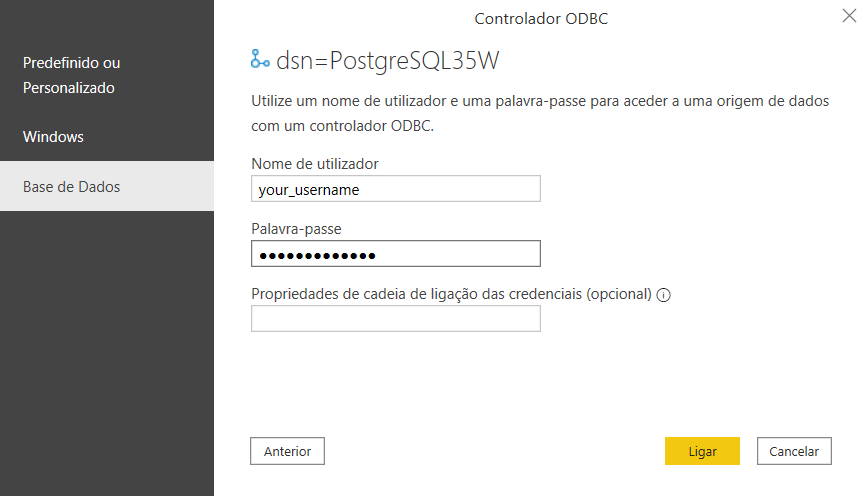 Controlador ODBC
Predefinido ou
Personalizado
Windows
Base de Dados
dsn=PostgreSQL35W
Utilize um nome de utilizador e uma palavra-passe para aceder a uma origem de dados
com um controlador ODBC.
Nome de utilizador
your_username
Palavra-passe
●●●●●●●●●●●●●
Propriedades de cadeia de ligação das credenciais (opcional)
Anterior
Ligar
Cancelar